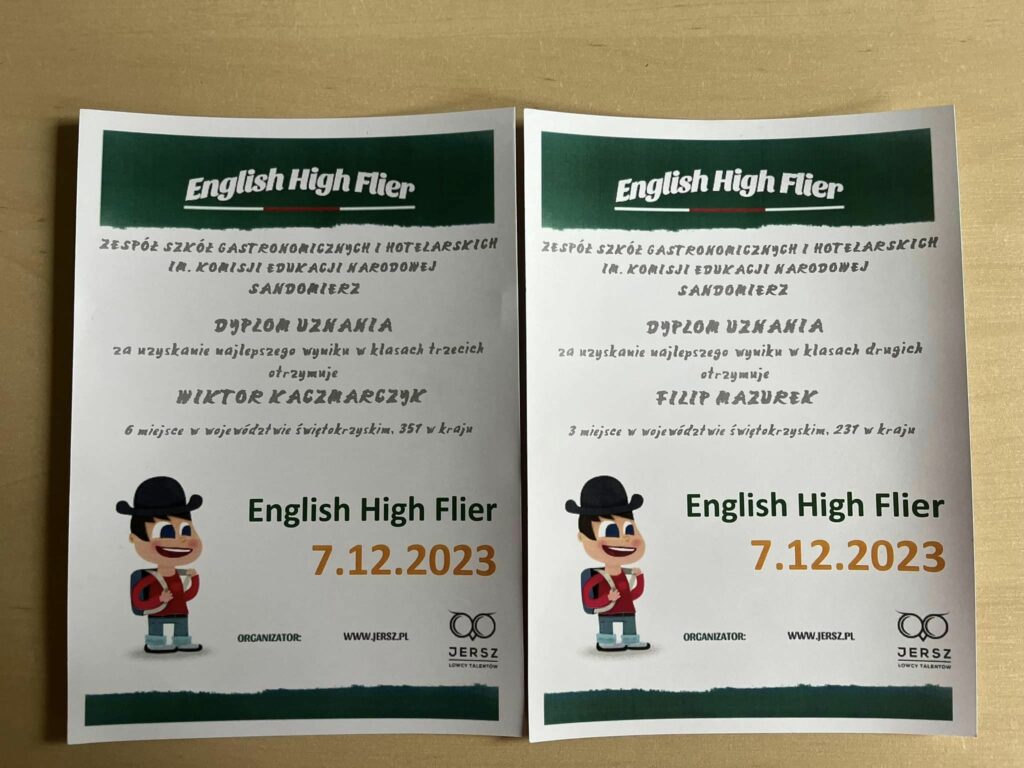 English High Flier
ZESPÓŁ SZKÓŁ GASTRONOMICZNYCH I HOTELARSKICH
IM. KOMISJI EDUKACJI NARODOWEJ
SANDOMIERZ
DYPLOM UZNANIA
za uzyskanie najlepszego wyniku w klasach trzecich
otrzymuje
WIKTOR KACZMARCZYK
6 miejsce w województwie świętokrzyskim, 351 w kraju
English High Flier
7.12.2023
ORGANIZATOR: WWW.JERSZ.PL
JERSZ
ŁOWCY TALENTÓW
English High Flier
ZESPÓŁ SZKÓŁ GASTRONOMICZNYCH I HOTELARSKICH
IM. KOMISJI EDUKACJI NARODOWEJ
SANDOMIERZ
DYPLOM UZNANIA
za uzyskanie najlepszego wyniku w klasach drugich
otrzymuje
FILIP MAZUREK
3 miejsce w województwie świętokrzyskim, 231 w kraju
English High Flier
7.12.2023
ORGANIZATOR: WWW.JERSZ.PL
JERSZ
ŁOWCY TALENTÓW